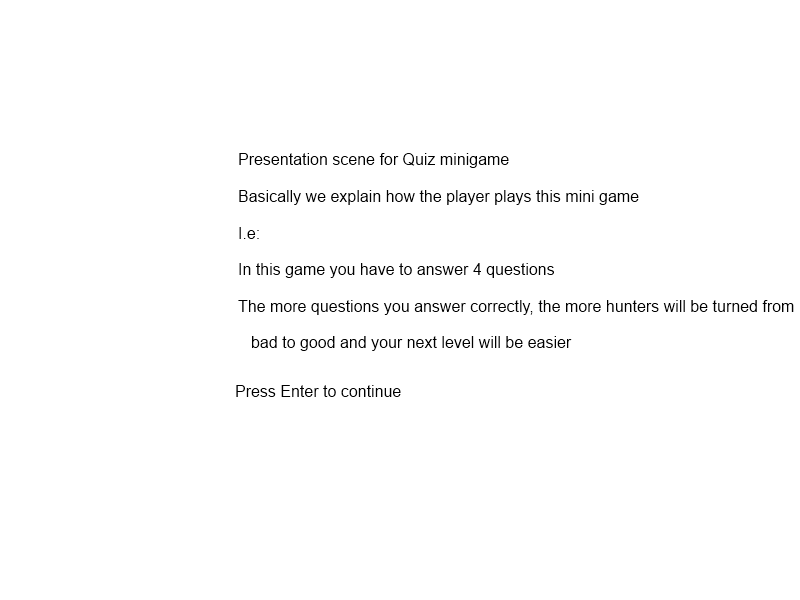 Presentation scene for Quiz minigame
Basically we explain how the player plays this mini game
I.e:
In this game you have to answer 4 questions
The more questions you answer correctly, the more hunters will be turned from
bad to good and your next level will be easier
Press Enter to continue